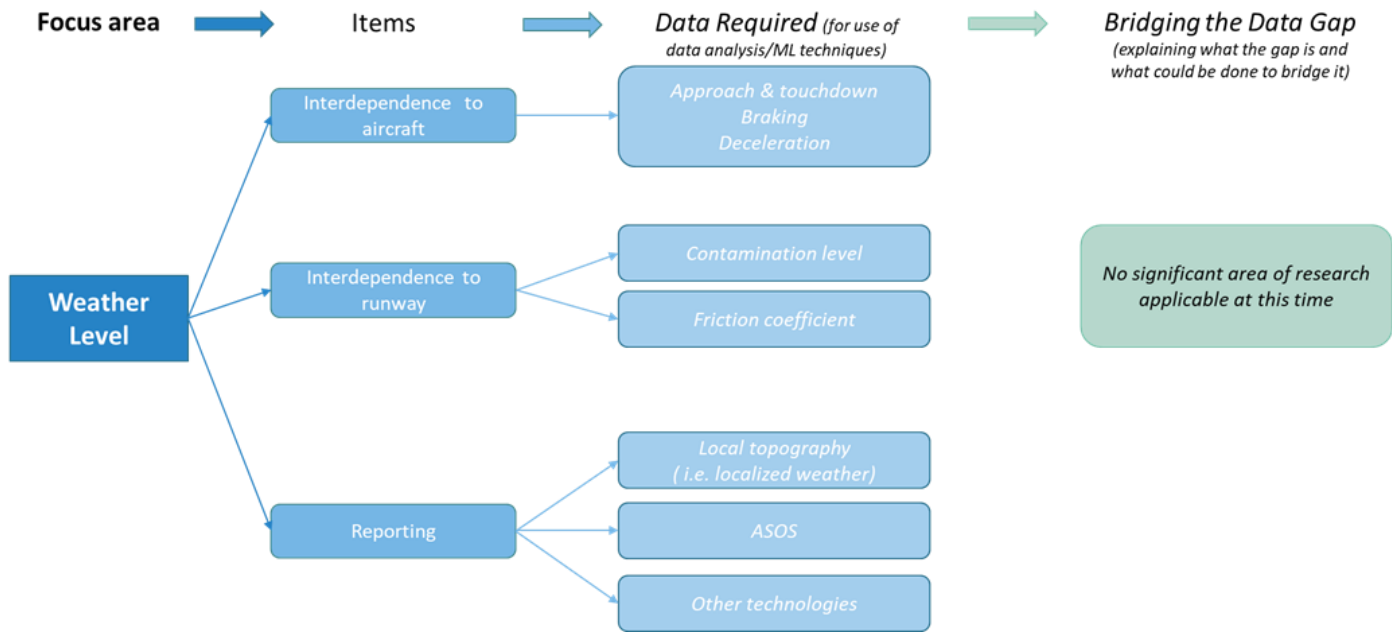 Focus area
Items
Data Required (for use of
data analysis/ML techniques)
Bridging the Data Gap
(explaining what the gap is and
what could be done to bridge it)
Weather
Level
Interdependence to
aircraft
Approach & touchdown
Braking
Deceleration
Interdependence to
runway
Contamination level
Friction coefficient
No significant area of research
applicable at this time
Reporting
Local topography
( i.e. localized weather)
ASOS
Other technologies